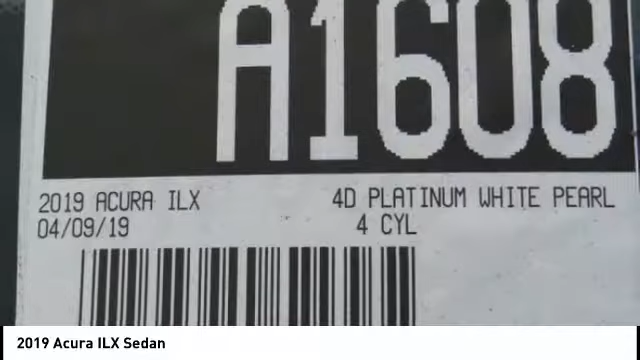 A1608
2019 ACURA ILX 4D PLATINUM WHITE PEARL
04/09/19 4 CYL
2019 Acura ILX Sedan